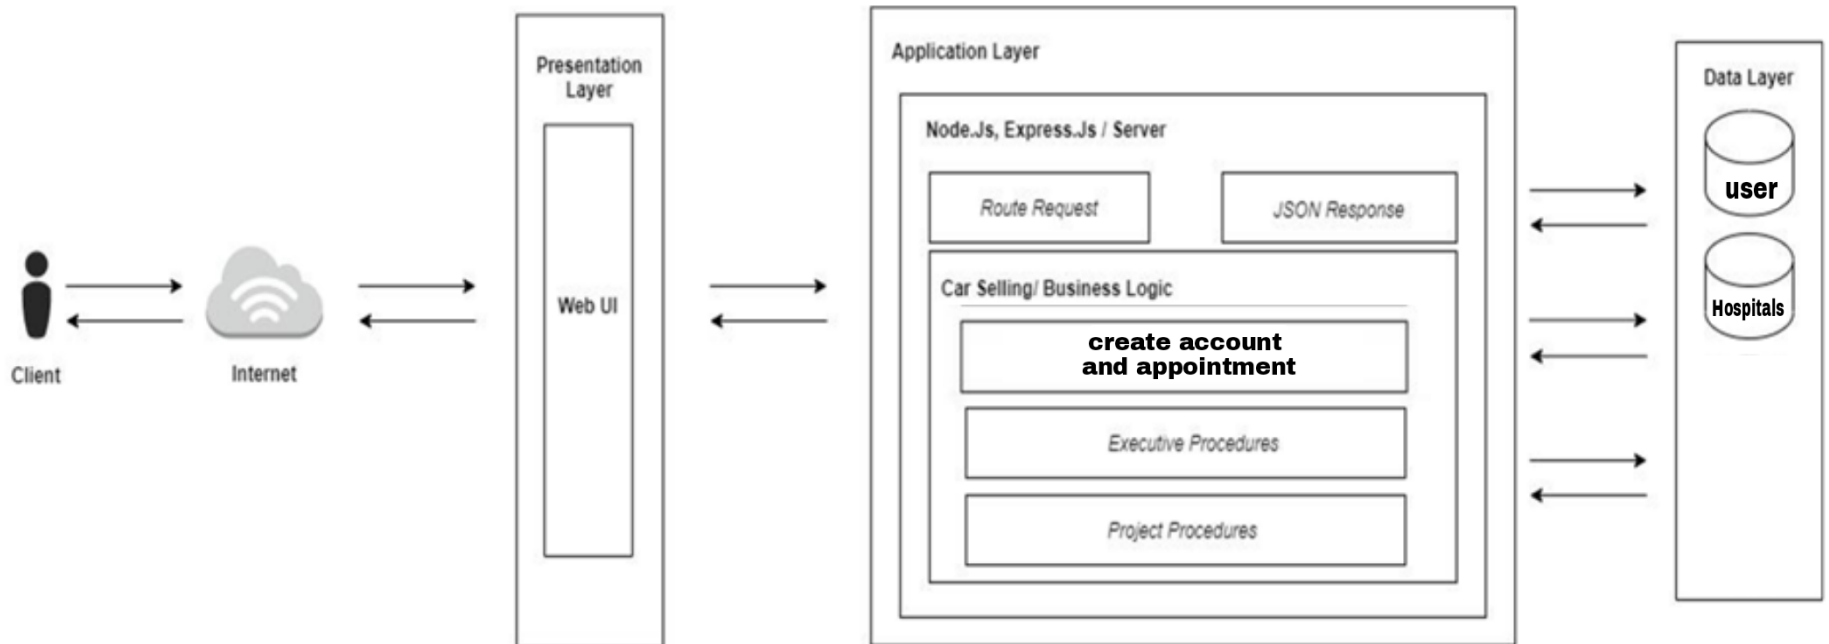 Client
Internet
Presentation
Layer
Web UI
Application Layer
Node.Js, Express.Js / Server
Route Request
JSON Response
Car Selling/ Business Logic
create account
and appointment
Executive Procedures
Project Procedures
Data Layer
user
Hospitals